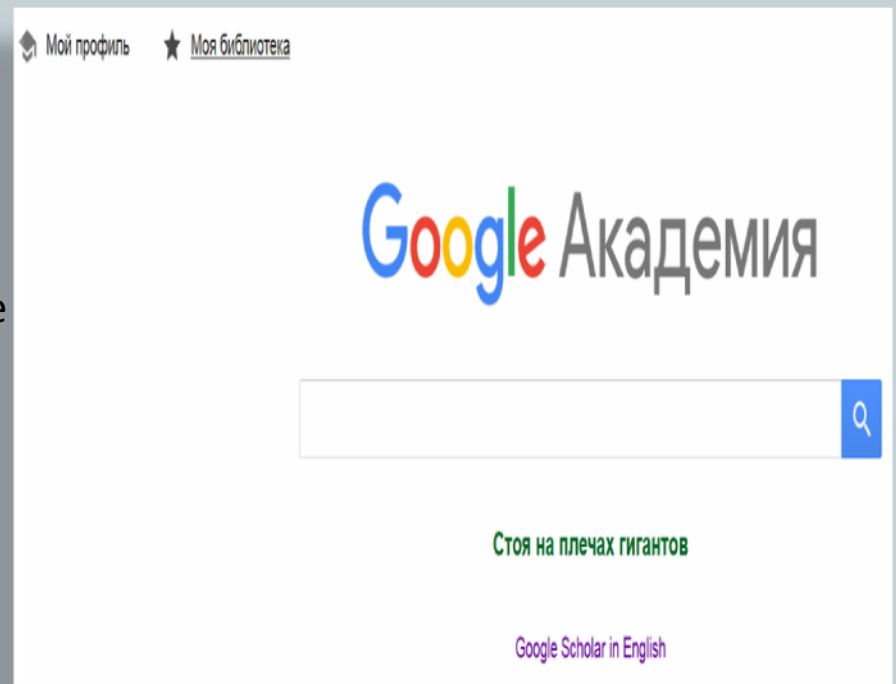 Мой профиль Моя библиотека
Google Академия
е
Стоя на плечах гигантов
Google Scholar in English